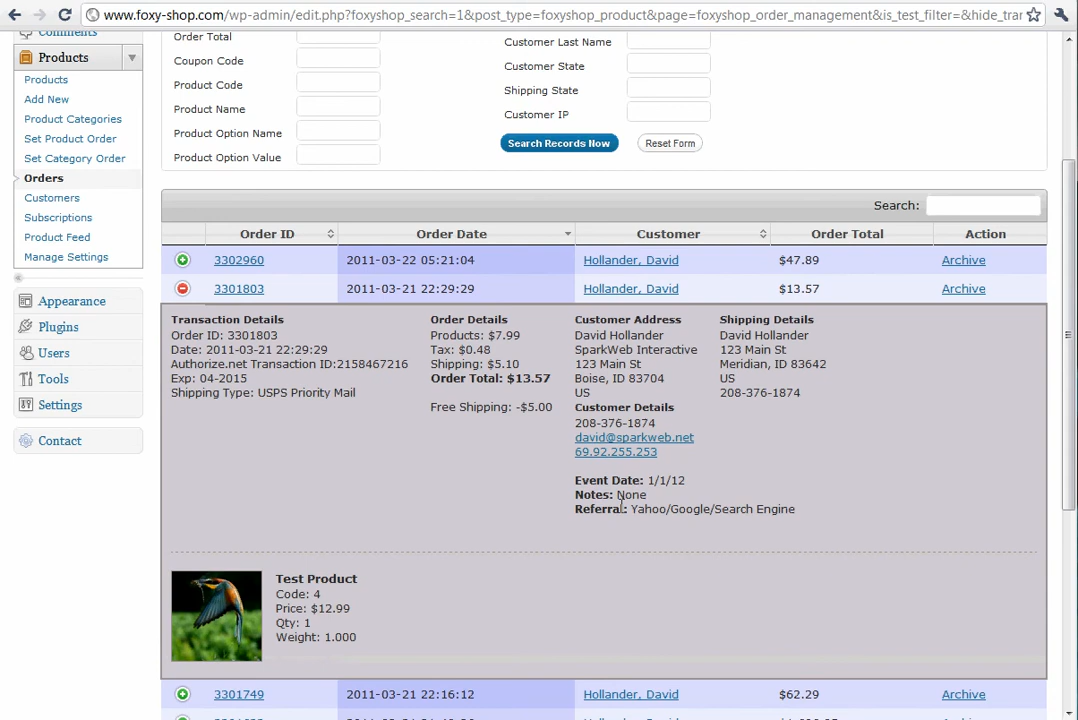 www.foxy-shop.com/wp-admin/edit.php?foxyshop_search=1&post_type=foxyshop_product&page=foxyshop_order_management&is_test_filter=&hide_trar
Comments
Products
Products
Add New
Product Categories
Set Product Order
Set Category Order
Orders
Customers
Subscriptions
Product Feed
Manage Settings
Appearance
Plugins
Users
Tools
Settings
Contact
Order Total
Coupon Code
Product Code
Product Name
Product Option Name
Product Option Value
Customer Last Name
Customer State
Shipping State
Customer IP
Search Records Now
Reset Form
Search:
Order ID Order Date Customer Order Total Action
3302960 2011-03-22 05:21:04 Hollander, David $47.89 Archive
3301803 2011-03-21 22:29:29 Hollander, David $13.57 Archive
Transaction Details
Order ID: 3301803
Date: 2011-03-21 22:29:29
Authorize.net Transaction ID:2158467216
Exp: 04-2015
Shipping Type: USPS Priority Mail
Order Details
Products: $7.99
Tax: $0.48
Shipping: $5.10
Order Total: $13.57
Free Shipping: -$5.00
Customer Address
David Hollander
SparkWeb Interactive
123 Main St
Boise, ID 83704
US
Customer Details
208-376-1874
david@sparkweb.net
69.92.255.253
Event Date: 1/1/12
Notes: None
Referral: Yahoo/Google/Search Engine
Shipping Details
David Hollander
123 Main St
Meridian, ID 83642
US
208-376-1874
Test Product
Code: 4
Price: $12.99
Qty: 1
Weight: 1.000
3301749 2011-03-21 22:16:12 Hollander, David $62.29 Archive